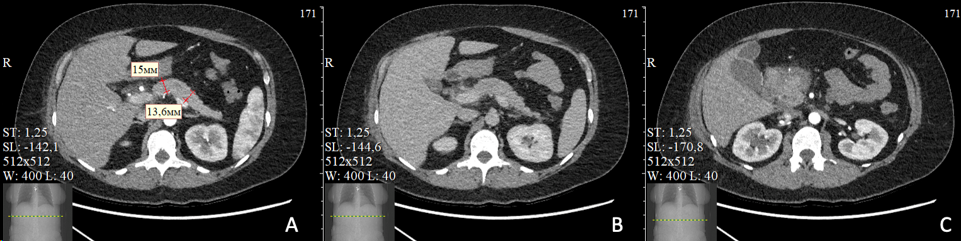 171
R
15мм
13,6мм
ST: 1,25
SL: -142,1
512x512
W: 400 L: 40
A
171
R
ST: 1,25
SL: -144,6
512x512
W: 400 L: 40
B
171
R
ST: 1,25
SL: -170,8
512x512
W: 400 L: 40
C